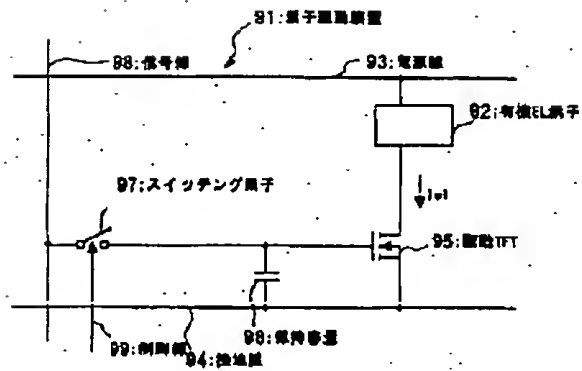 91:素子駆動装置
98:信号線
93:電源線
92:有機EL素子
97:スイッチング素子
95:駆動TFT
98:保持容量
99:制御線
94:接地線